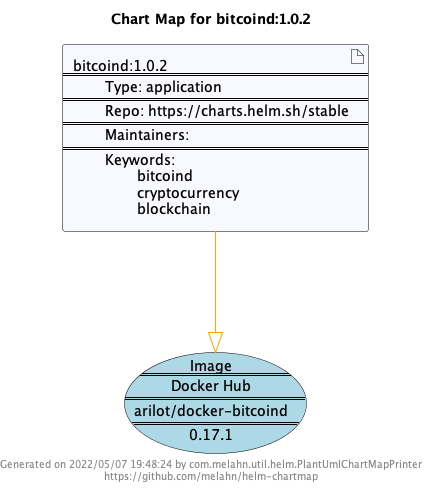 Chart Map for bitcoind:1.0.2
bitcoind:1.0.2
Type: application
Repo: https://charts.helm.sh/stable
Maintainers:
Keywords:
bitcoind
cryptocurrency
blockchain
Image
Docker Hub
arilot/docker-bitcoind
0.17.1
Generated on 2022/05/07 19:48:24 by com.melahn.util.helm.PlantUmlChartMapPrinter
https://github.com/melahn/helm-chartmap